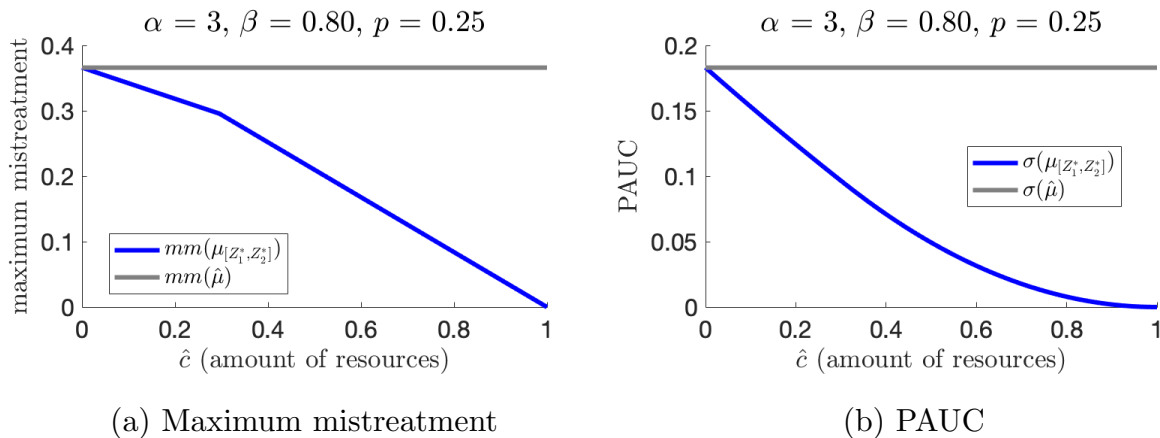 α = 3, β = 0.80, p = 0.25
maximum mistreatment
0.4
0.3
0.2
0.1
0
mm(μ[Z₁*,Z₂*])
mm(μ̂)
0 0.2 0.4 0.6 0.8 1
ĉ (amount of resources)
(a) Maximum mistreatment
α = 3, β = 0.80, p = 0.25
PAUC
0.2
0.15
0.1
0.05
0
σ(μ[Z₁*,Z₂*])
σ(μ̂)
0 0.2 0.4 0.6 0.8 1
ĉ (amount of resources)
(b) PAUC